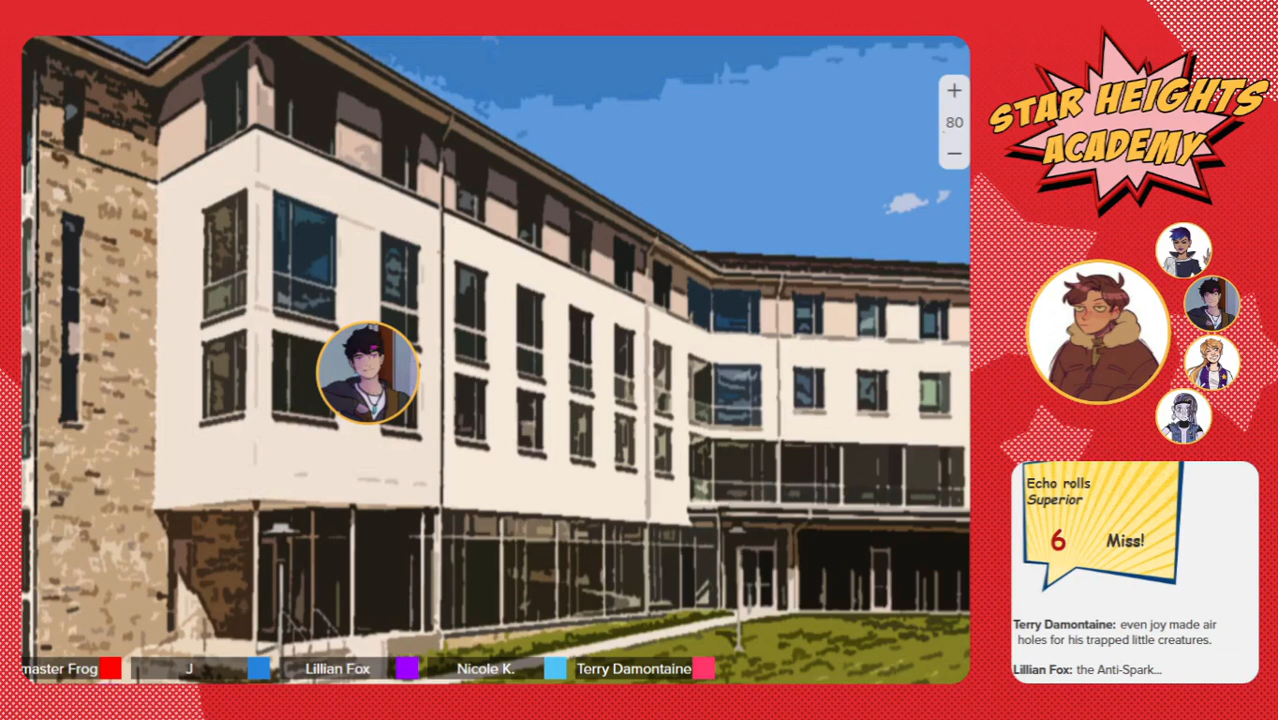 STAR HEIGHTS
ACADEMY
+
80
−
Echo rolls
Superior
6 Miss!
Terry Damontaine: even joy made air
holes for his trapped little creatures.
Lillian Fox: the Anti-Spark...
master Frog
J
Lillian Fox
Nicole K.
Terry Damontaine